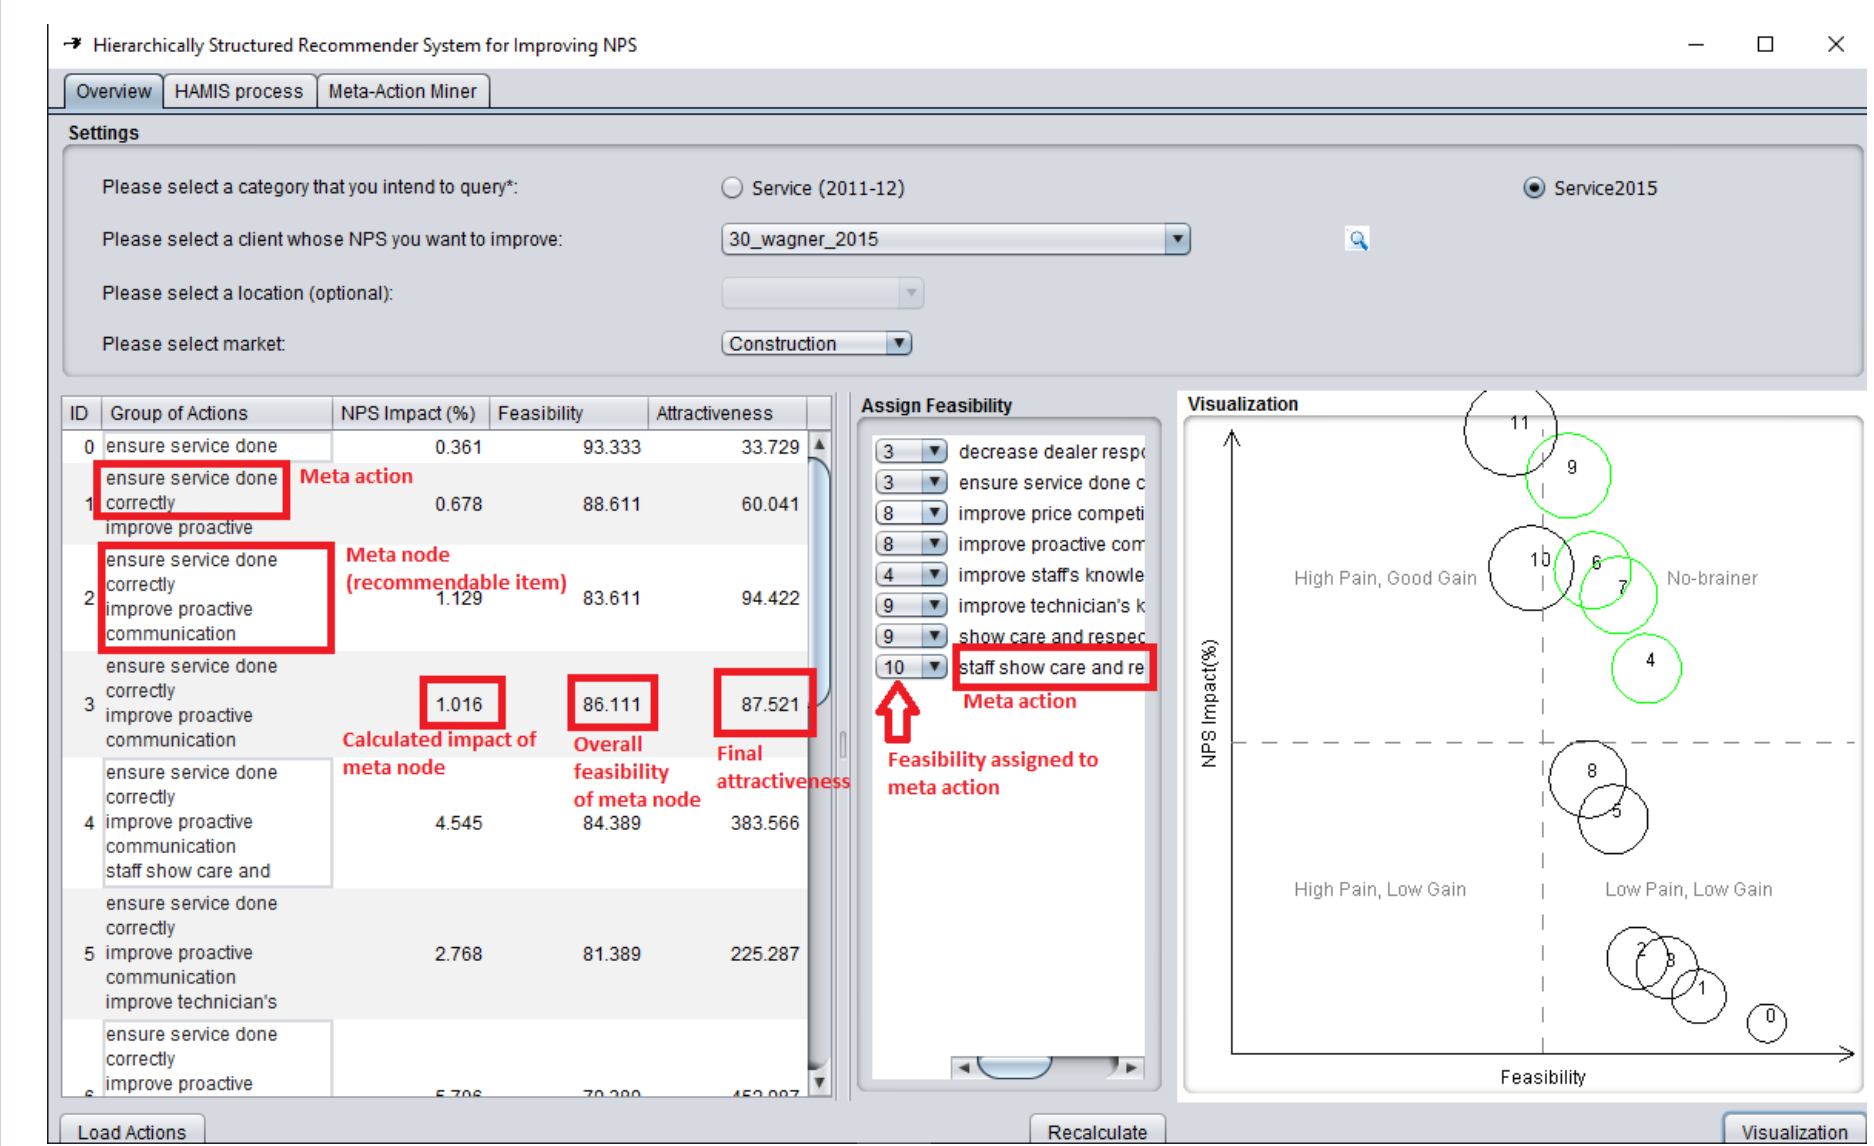 Hierarchically Structured Recommender System for Improving NPS
Overview
HAMIS process
Meta-Action Miner
Settings
Please select a category that you intend to query*:
Service (2011-12)
Service2015
Please select a client whose NPS you want to improve:
30_wagner_2015
Please select a location (optional):
Please select market:
Construction
ID Group of Actions NPS Impact (%) Feasibility Attractiveness
0 ensure service done 0.361 93.333 33.729
ensure service done
correctly
improve proactive
1 0.678 88.611 60.041
Meta action
ensure service done
correctly
improve proactive
communication
2 1.129 83.611 94.422
Meta node
(recommendable item)
ensure service done
correctly
improve proactive
communication
3 1.016 86.111 87.521
Calculated impact of
meta node
Overall
feasibility
of meta node
Final
attractiveness
ensure service done
correctly
improve proactive
communication
staff show care and
4 4.545 84.389 383.566
ensure service done
correctly
improve proactive
communication
improve technician's
5 2.768 81.389 225.287
ensure service done
correctly
improve proactive
Assign Feasibility
3 decrease dealer respo
3 ensure service done c
8 improve price competi
8 improve proactive com
4 improve staff's knowle
9 improve technician's k
9 show care and respec
10 staff show care and re
Meta action
Feasibility assigned to
meta action
Visualization
11
9
10
6
7
4
8
5
2
3
1
0
High Pain, Good Gain
No-brainer
High Pain, Low Gain
Low Pain, Low Gain
NPS Impact(%)
Feasibility
Load Actions
Recalculate
Visualization